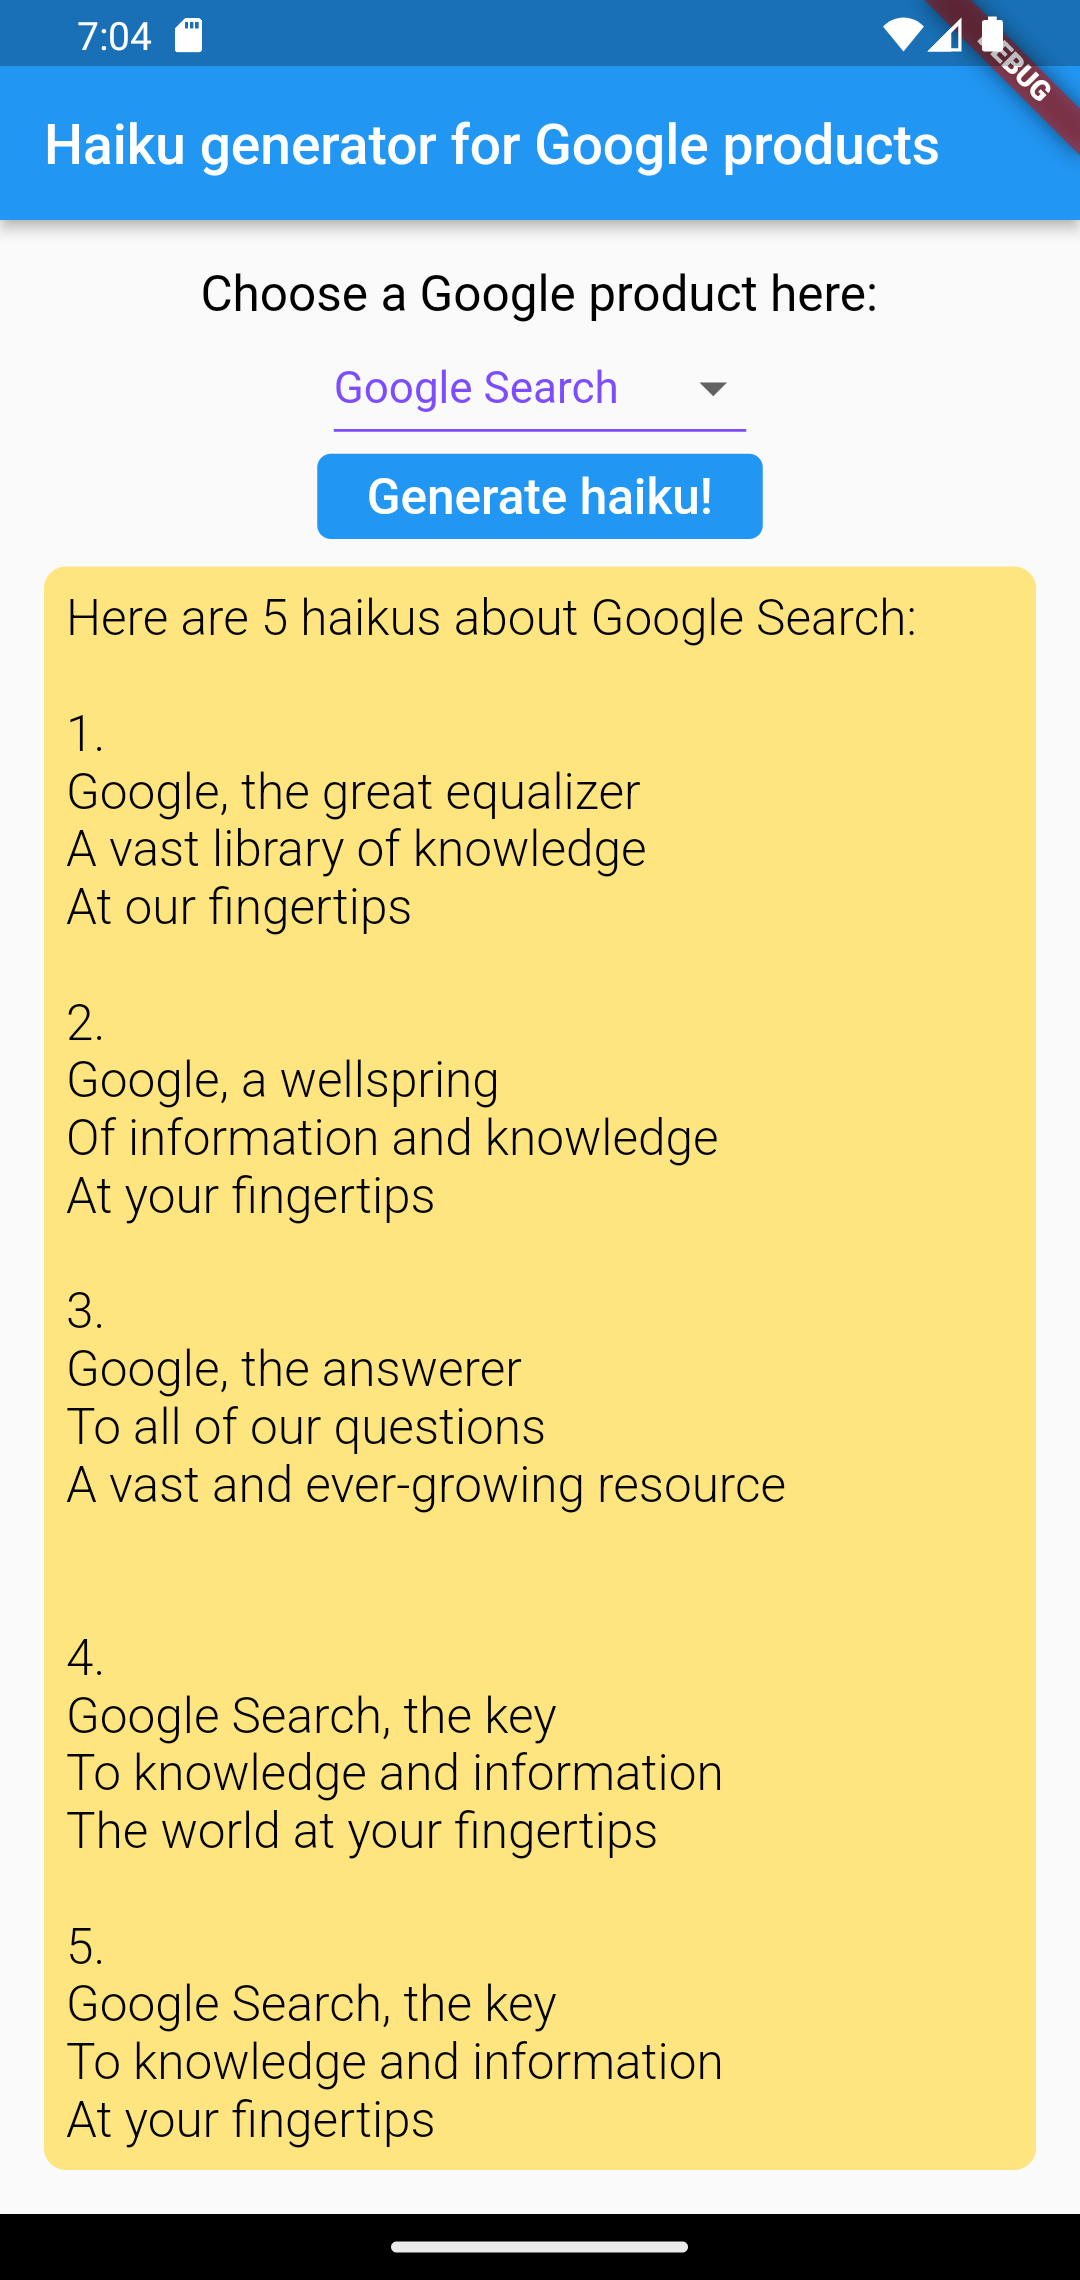 7:04
DEBUG
Haiku generator for Google products
Choose a Google product here:
Google Search
Generate haiku!
Here are 5 haikus about Google Search:
1.
Google, the great equalizer
A vast library of knowledge
At our fingertips
2.
Google, a wellspring
Of information and knowledge
At your fingertips
3.
Google, the answerer
To all of our questions
A vast and ever-growing resource
4.
Google Search, the key
To knowledge and information
The world at your fingertips
5.
Google Search, the key
To knowledge and information
At your fingertips